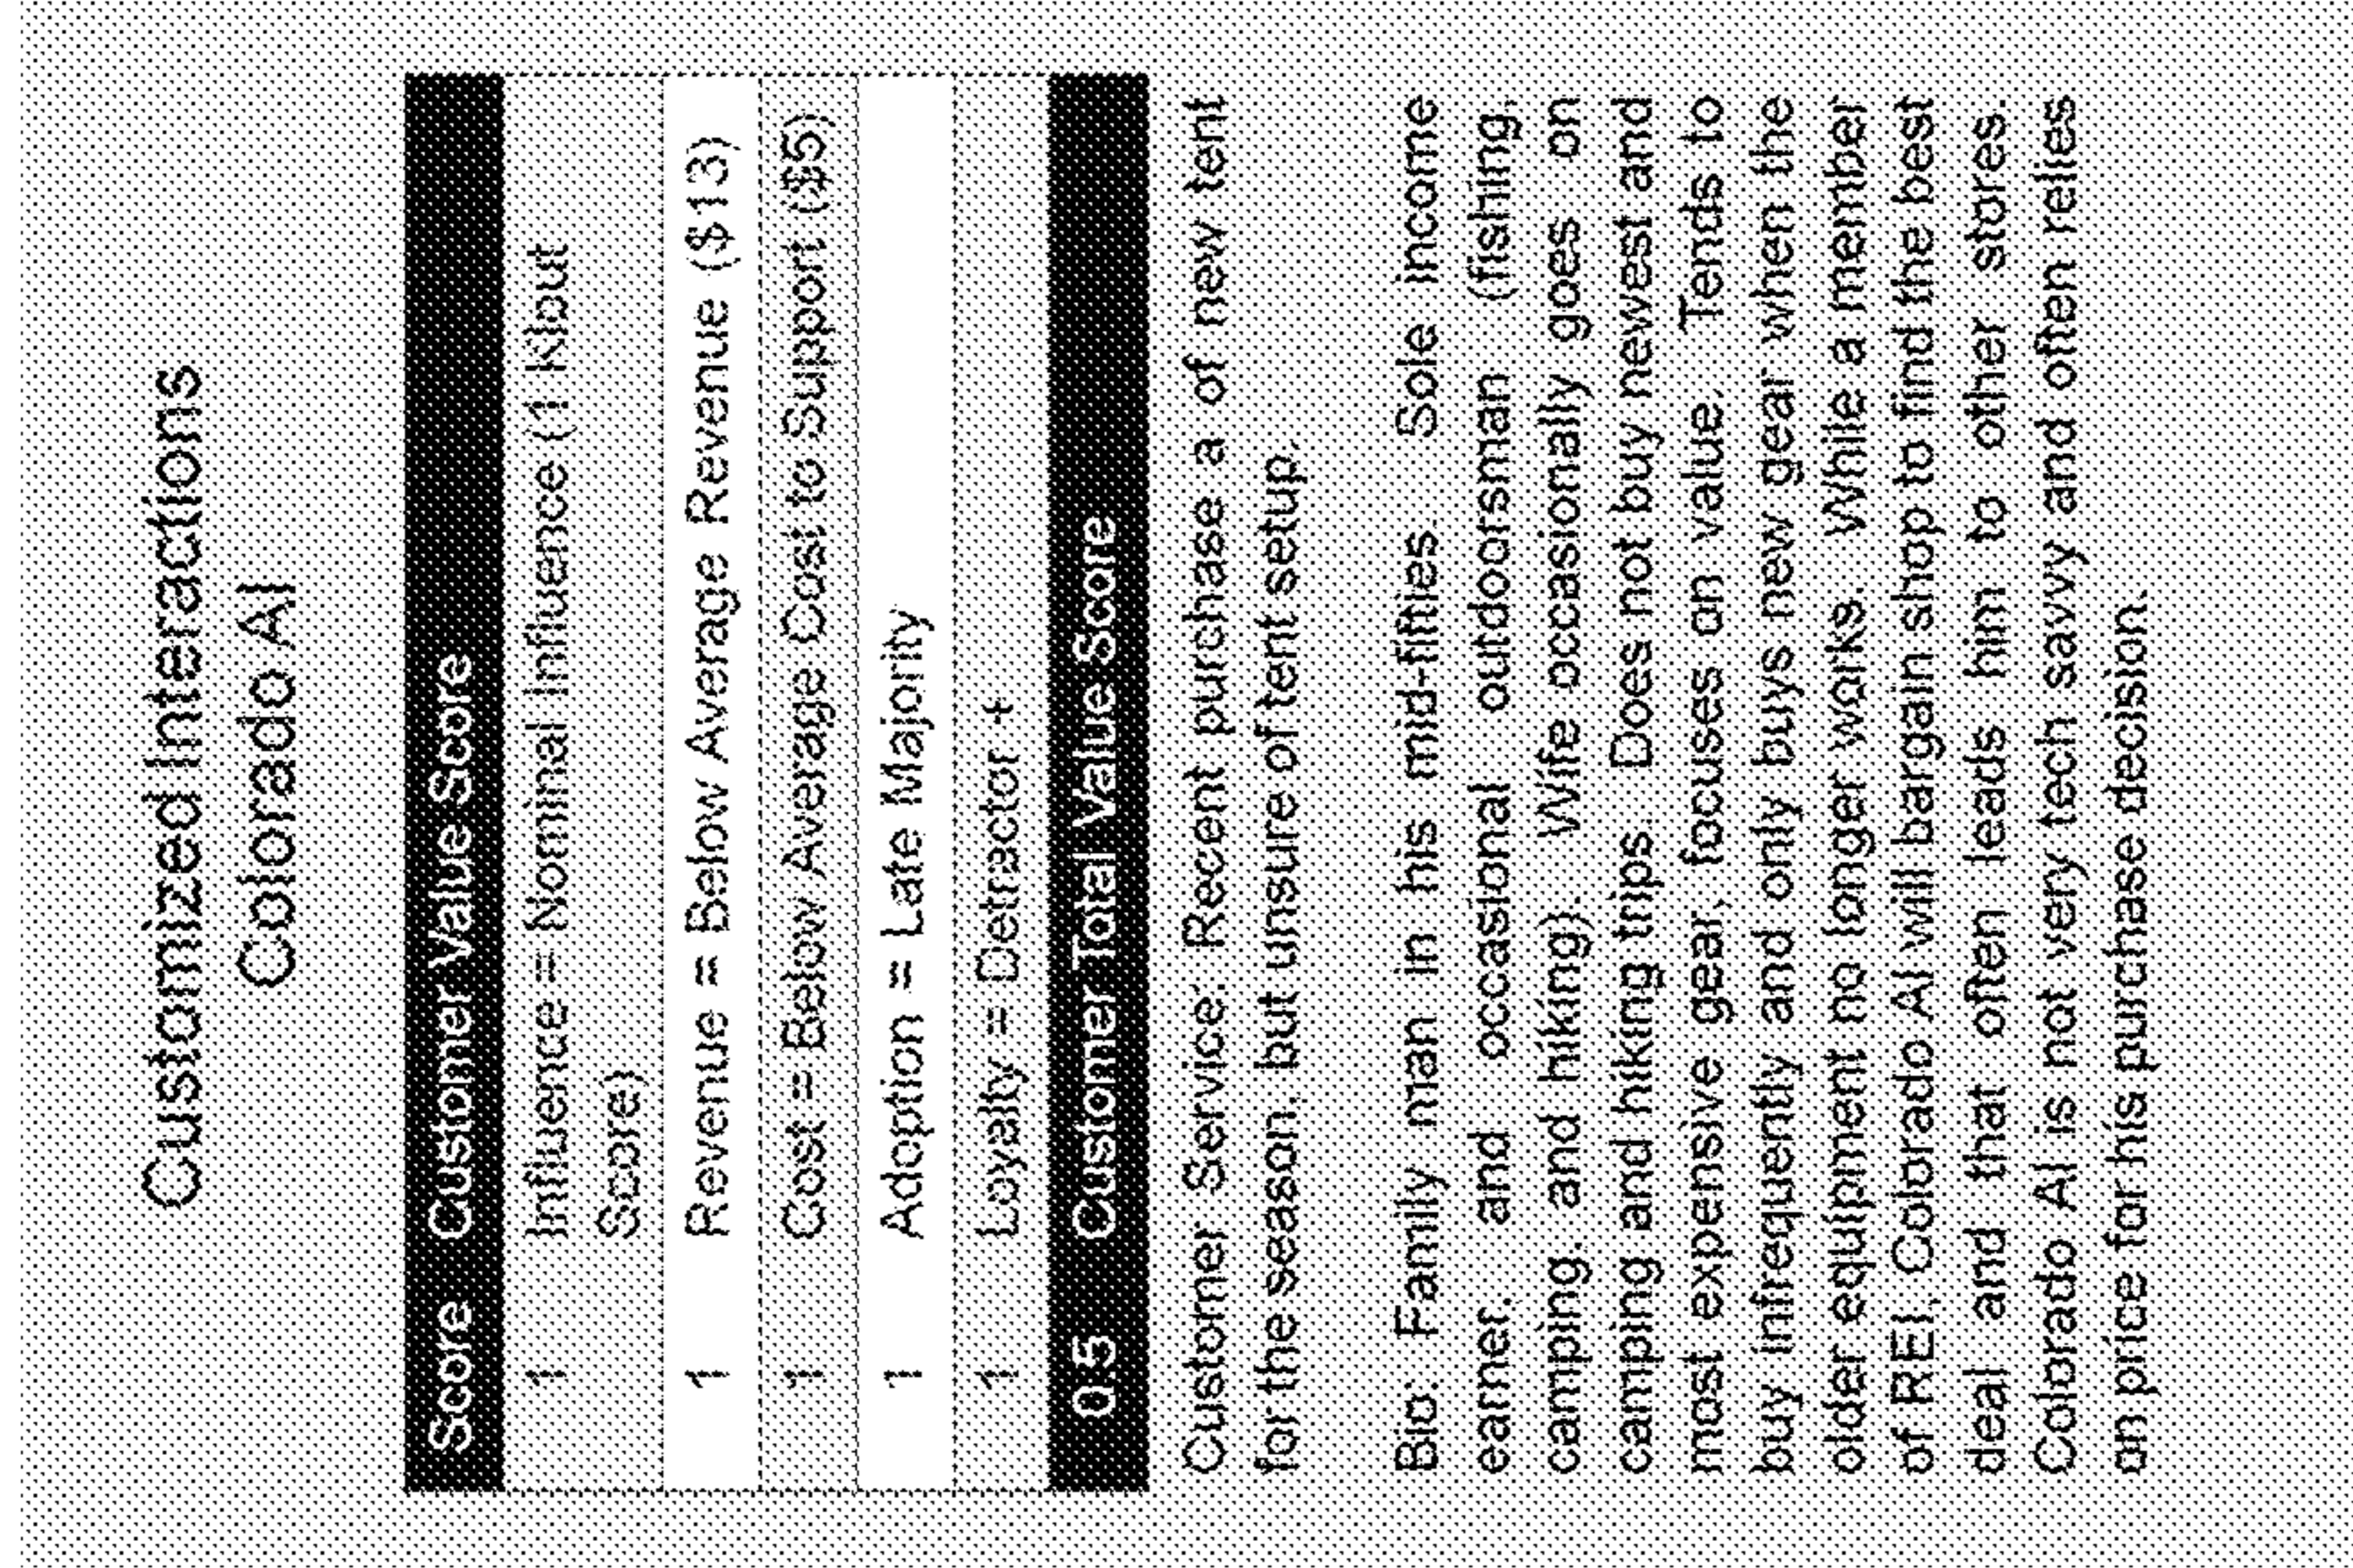 Customized Interactions
Colorado Al
Score Customer Value Score
1 Influence = Nominal Influence (1 Klout
Score)
1 Revenue = Below Average Revenue ($13)
1 Cost = Below Average Cost to Support ($5)
1 Adoption = Late Majority
1 Loyalty = Detractor +
0.5 Customer Total Value Score
Customer Service: Recent purchase a of new tent
for the season, but unsure of tent setup.
Bio: Family man in his mid-fifties. Sole income
earner, and occasional outdoorsman (fishing,
camping, and hiking). Wife occasionally goes on
camping and hiking trips. Does not buy newest and
most expensive gear, focuses on value. Tends to
buy infrequently and only buys new gear when the
older equipment no longer works. While a member
of REI, Colorado Al will bargain shop to find the best
deal and that often leads him to other stores.
Colorado Al is not very tech savvy and often relies
on price for his purchase decision.